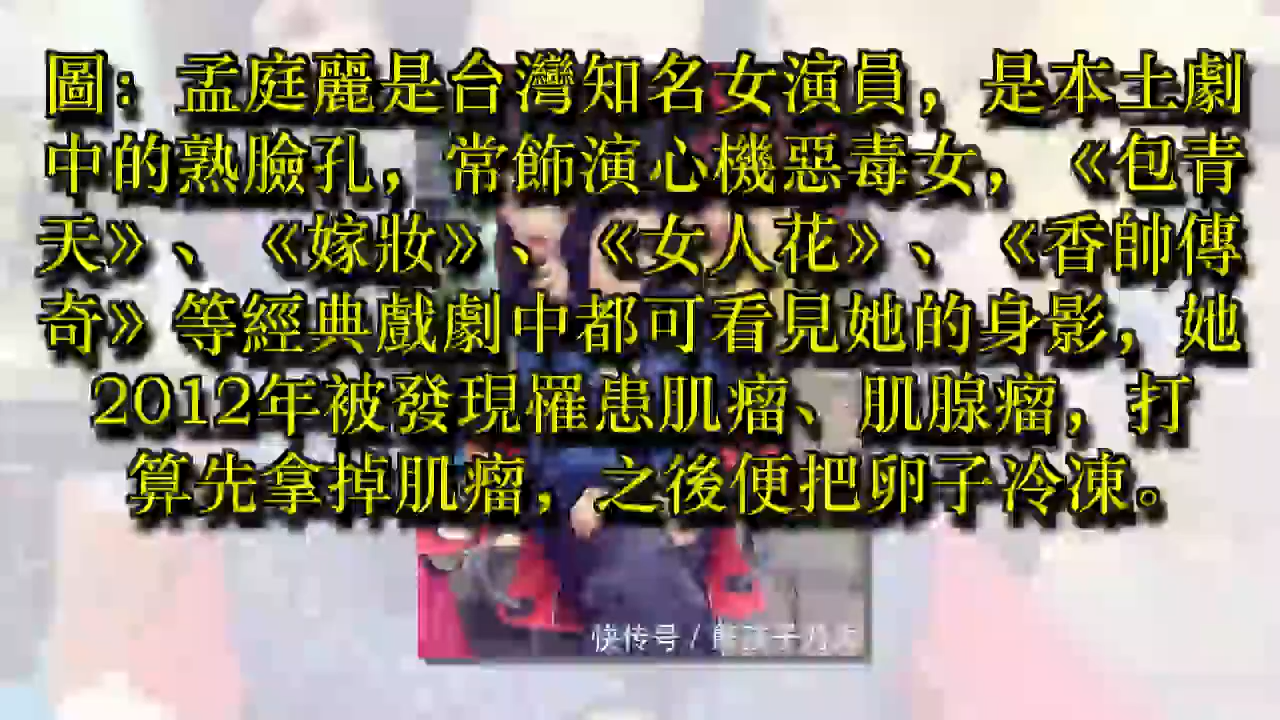 圖：孟庭麗是台灣知名女演員，是本土劇
中的熟臉孔，常飾演心機惡毒女，《包青
天》、《嫁妝》、《女人花》、《香帥傳
奇》等經典戲劇中都可看見她的身影，她
2012年被發現罹患肌瘤、肌腺瘤，打
算先拿掉肌瘤，之後便把卵子冷凍。
快传号 /